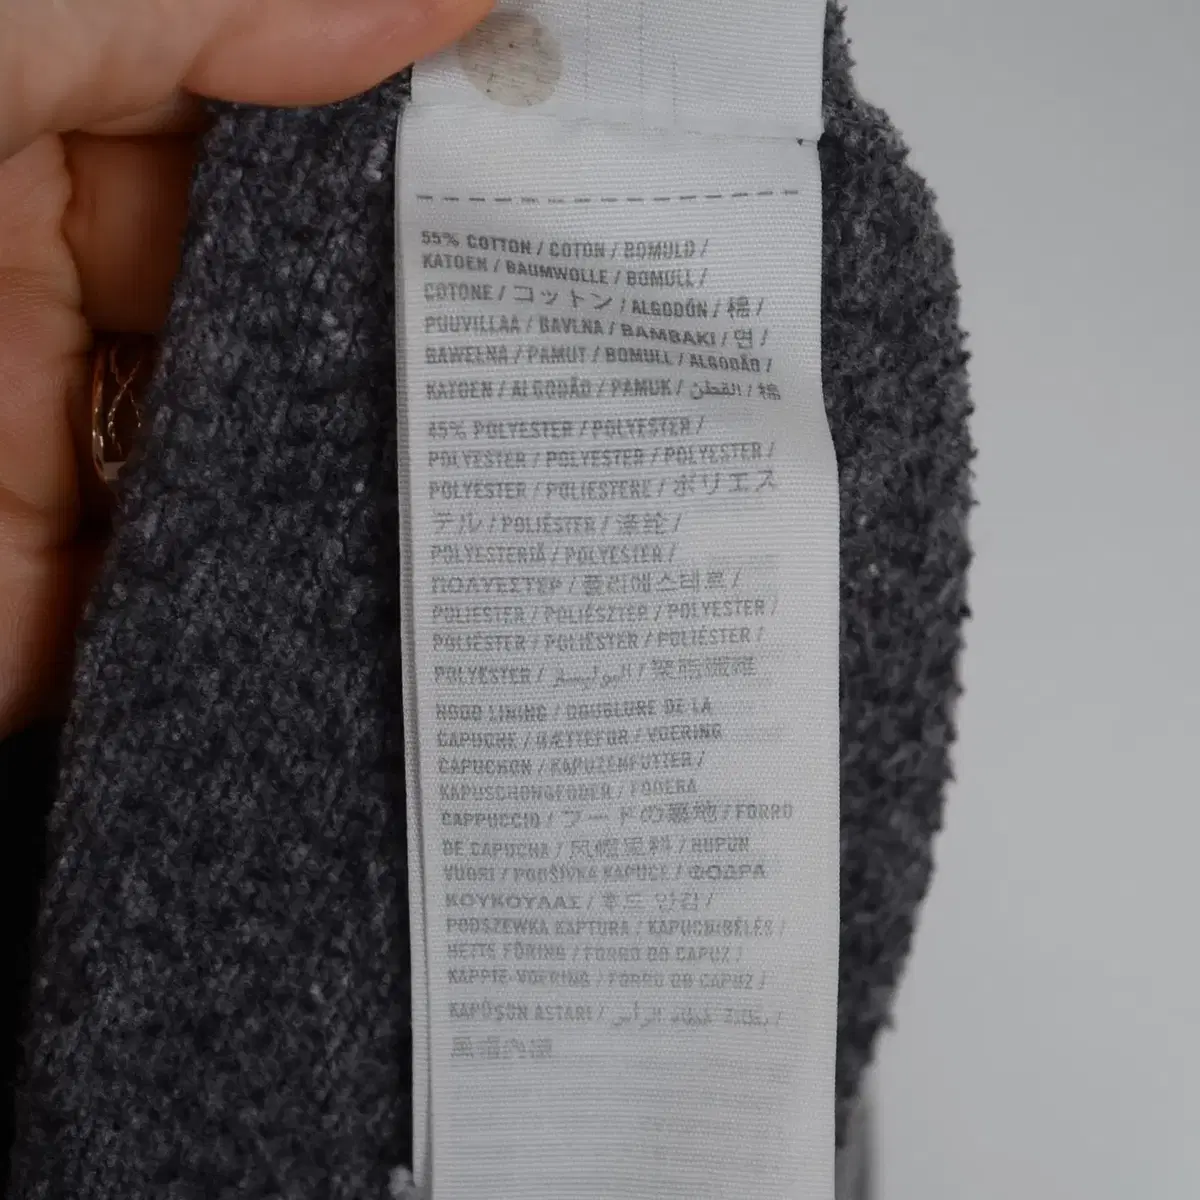 55% COTTON / COTON / BOMULD /
KATOEN / BAUMWOLLE / BOMULL /
COTONE / コットン / ALGODÓN / 棉 /
PUUVILLAA / BAVLNA / BAMBAKI / 면 /
BAWEŁNA / PAMUT / BOMULL / ALGODÃO /
KATOEN / ALGODÃO / PAMUK / القطن / 棉
45% POLYESTER / POLYESTER /
POLYESTER / POLYESTER / POLYESTER /
POLYESTER / POLIESTERE / ポリエス
テル / POLIÉSTER / 涤纶 /
POLYESTERIÄ / POLYESTER /
ΠΟΛΥΕΣΤΕΡ / 폴리에스테르 /
POLIESTER / POLIÉSZTER / POLYESTER /
POLIÉSTER / POLIÉSTER / POLIÉSTER /
POLYESTER / البوليستر / 聚脂纖維
HOOD LINING / DOUBLURE DE LA
CAPUCHE / HÆTTEFOR / VOERING
CAPUCHON / KAPUZENFUTTER /
KAPUSCHONGFODER / FODERA
CAPPUCCIO / フードの裏地 / FORRO
DE CAPUCHA / 风帽里料 / HUPUN
VUORI / PODŠÍVKA KAPUCE / ΦΟΔΡΑ
ΚΟΥΚΟΥΛΑΣ / 후드 안감 /
PODSZEWKA KAPTURA / KAPUCNIBÉLÉS /
HETTE FÔRING / FORRO DO CAPUZ /
KAPPIE-VOERING / FORRO DO CAPUZ /
KAPÜŞON ASTARI / بطانة غطاء الرأس /